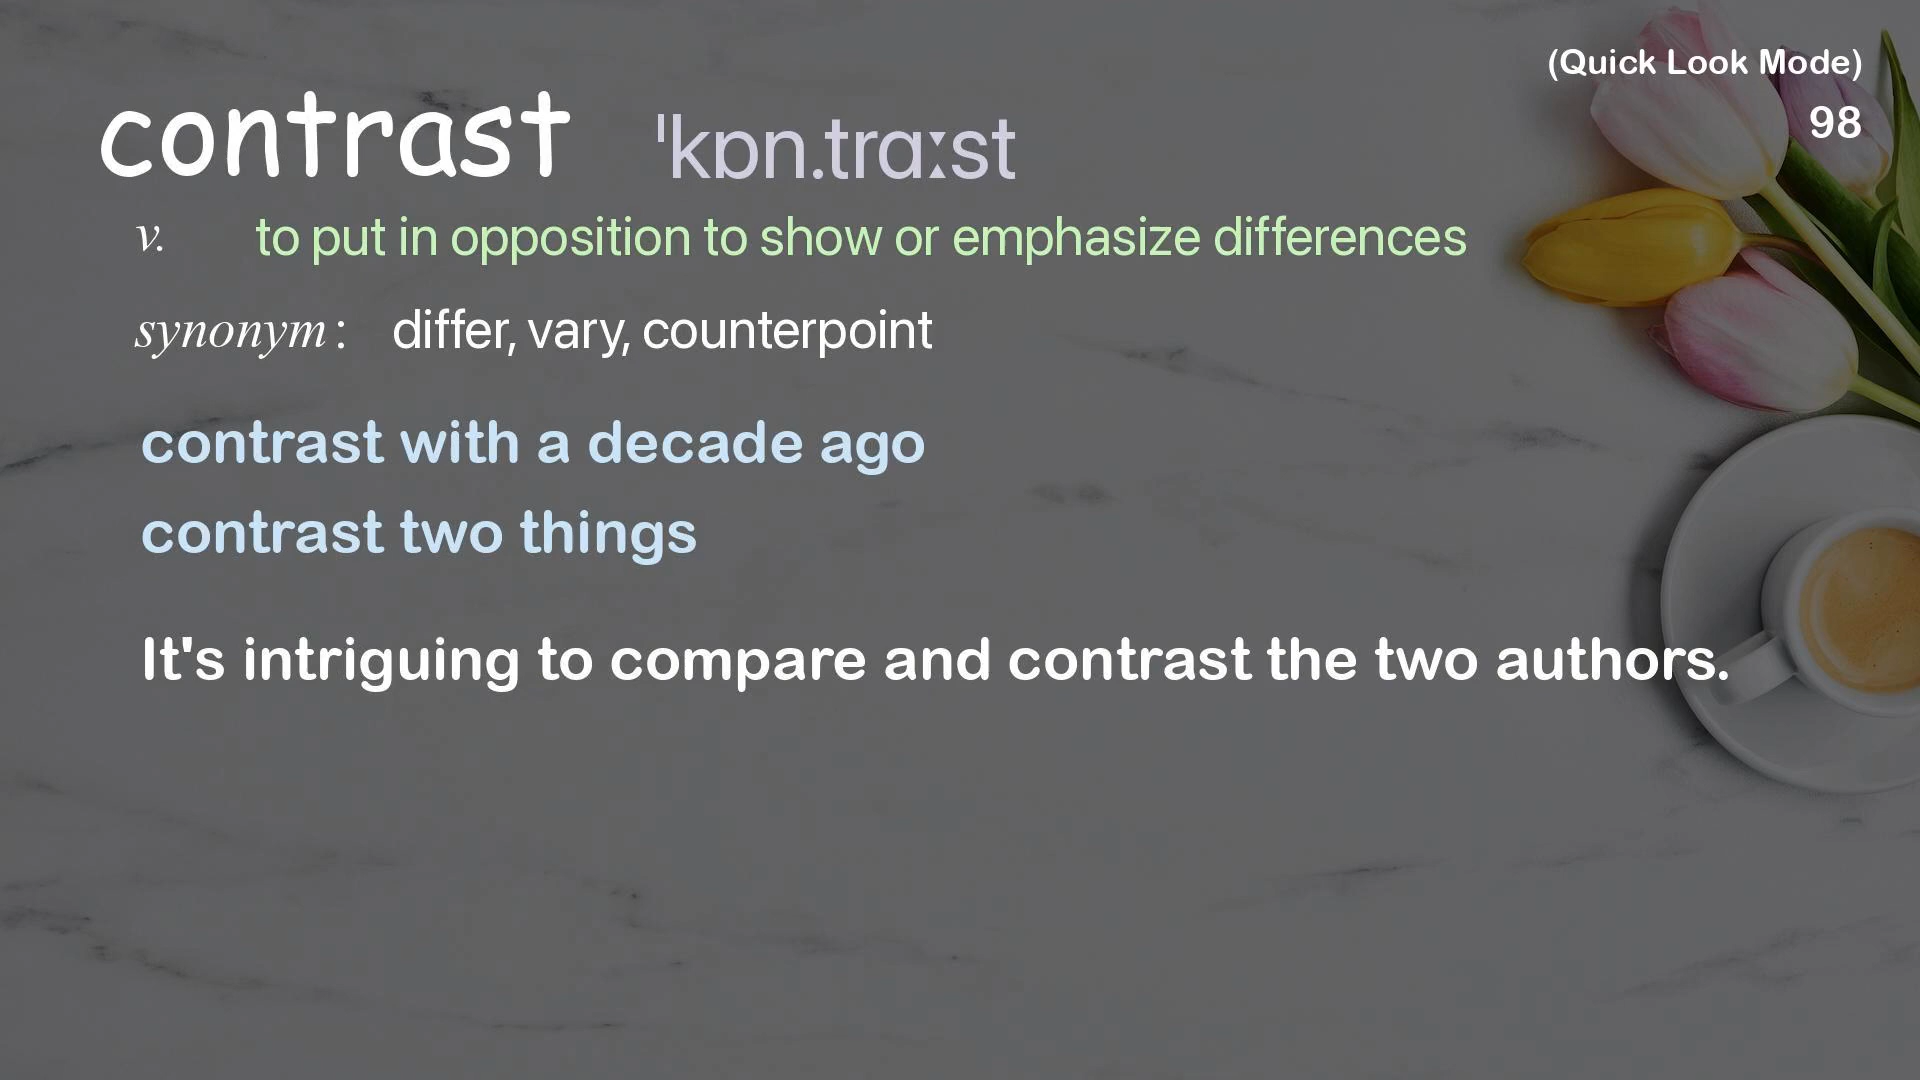 (Quick Look Mode)
98
contrast ˈkɒn.trɑːst
v. to put in opposition to show or emphasize differences
synonym: differ, vary, counterpoint
contrast with a decade ago
contrast two things
It's intriguing to compare and contrast the two authors.